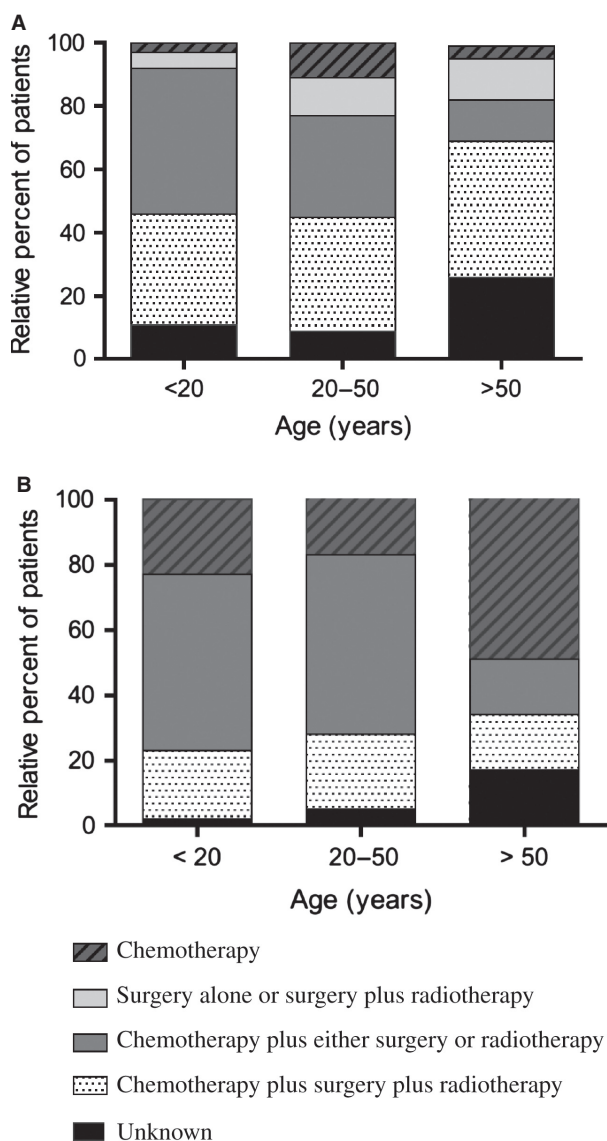 A
Relative percent of patients
100
80
60
40
20
0
<20 20–50 >50
Age (years)
B
Relative percent of patients
100
80
60
40
20
0
< 20 20–50 > 50
Age (years)
Chemotherapy
Surgery alone or surgery plus radiotherapy
Chemotherapy plus either surgery or radiotherapy
Chemotherapy plus surgery plus radiotherapy
Unknown